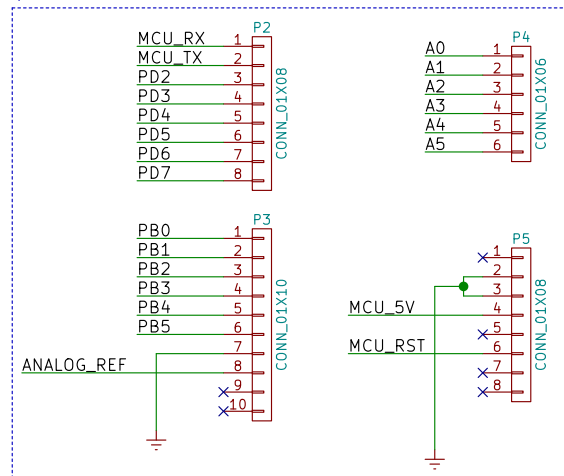 P2
MCU_RX 1
MCU_TX 2
PD2 3
PD3 4
PD4 5
PD5 6
PD6 7
PD7 8
CONN_01X08
P4
A0 1
A1 2
A2 3
A3 4
A4 5
A5 6
CONN_01X06
P3
PB0 1
PB1 2
PB2 3
PB3 4
PB4 5
PB5 6
7
ANALOG_REF 8
9
10
CONN_01X10
P5
1
2
3
MCU_5V 4
5
MCU_RST 6
7
8
CONN_01X08